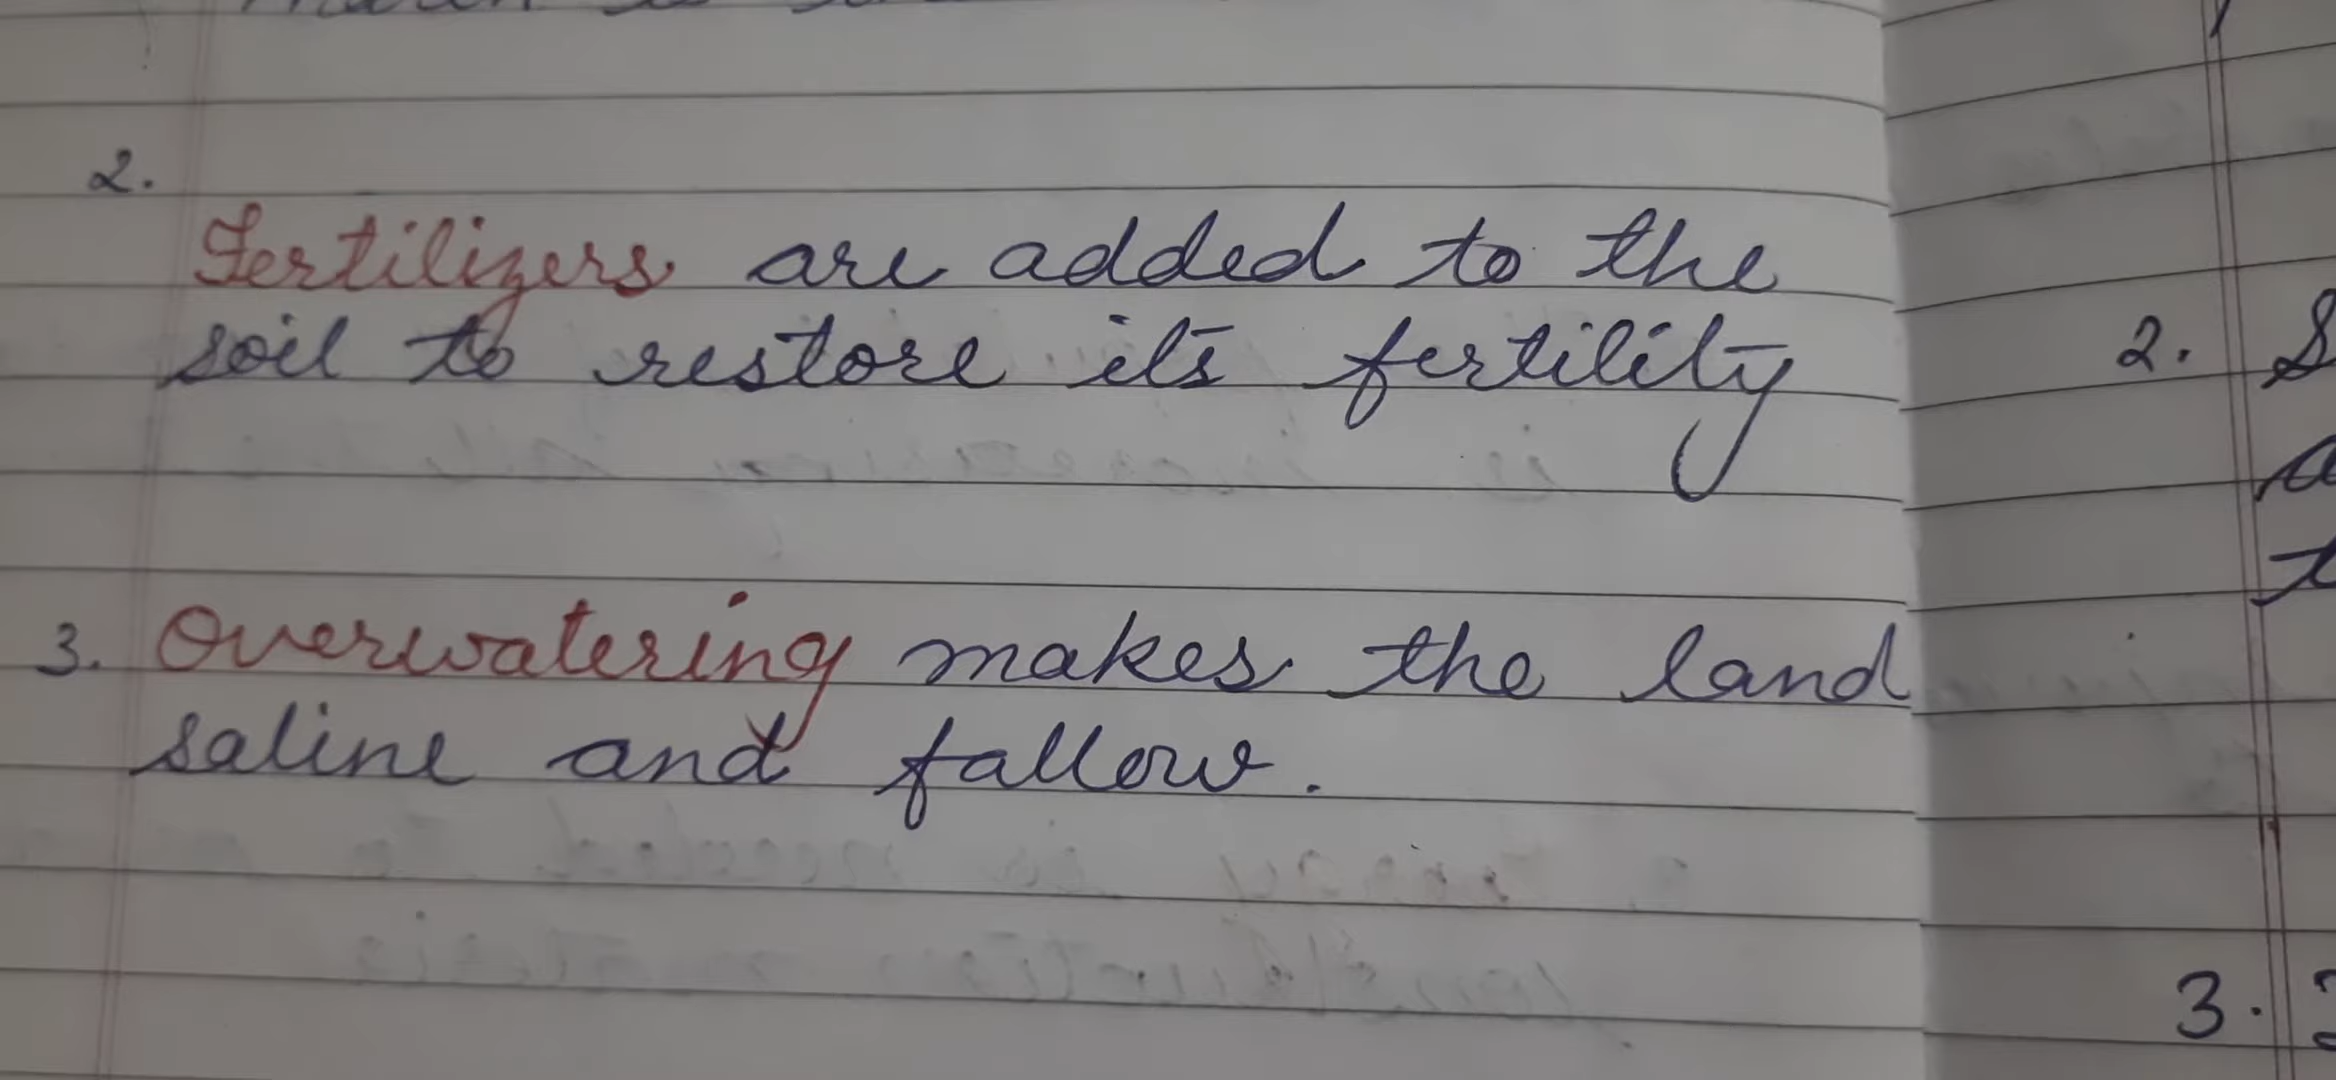 2.
Fertilizers are added to the
soil to restore its fertility
3. Overwatering makes the land
saline and fallow.
2.
3.